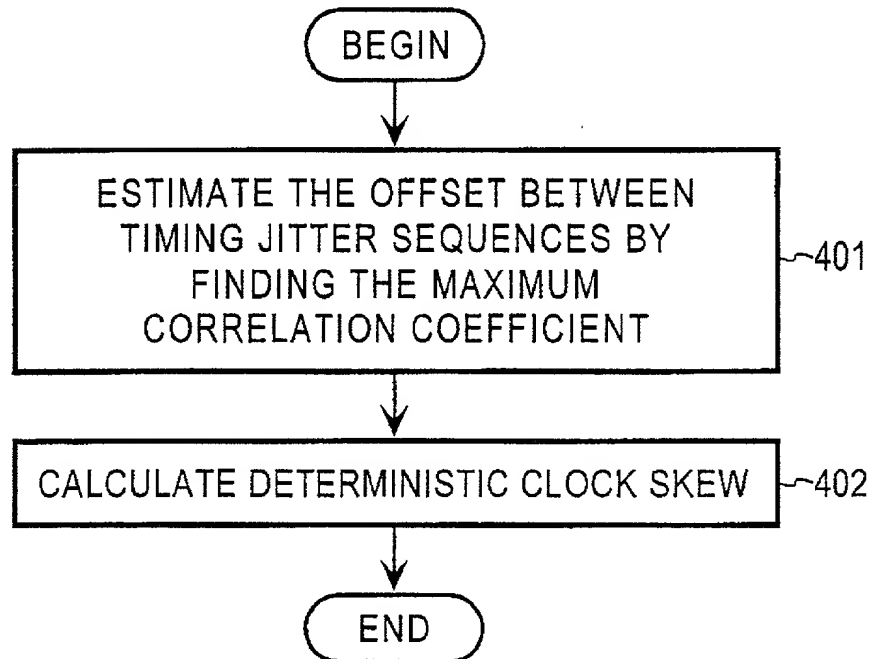 BEGIN
ESTIMATE THE OFFSET BETWEEN
TIMING JITTER SEQUENCES BY
FINDING THE MAXIMUM
CORRELATION COEFFICIENT
401
CALCULATE DETERMINISTIC CLOCK SKEW
402
END